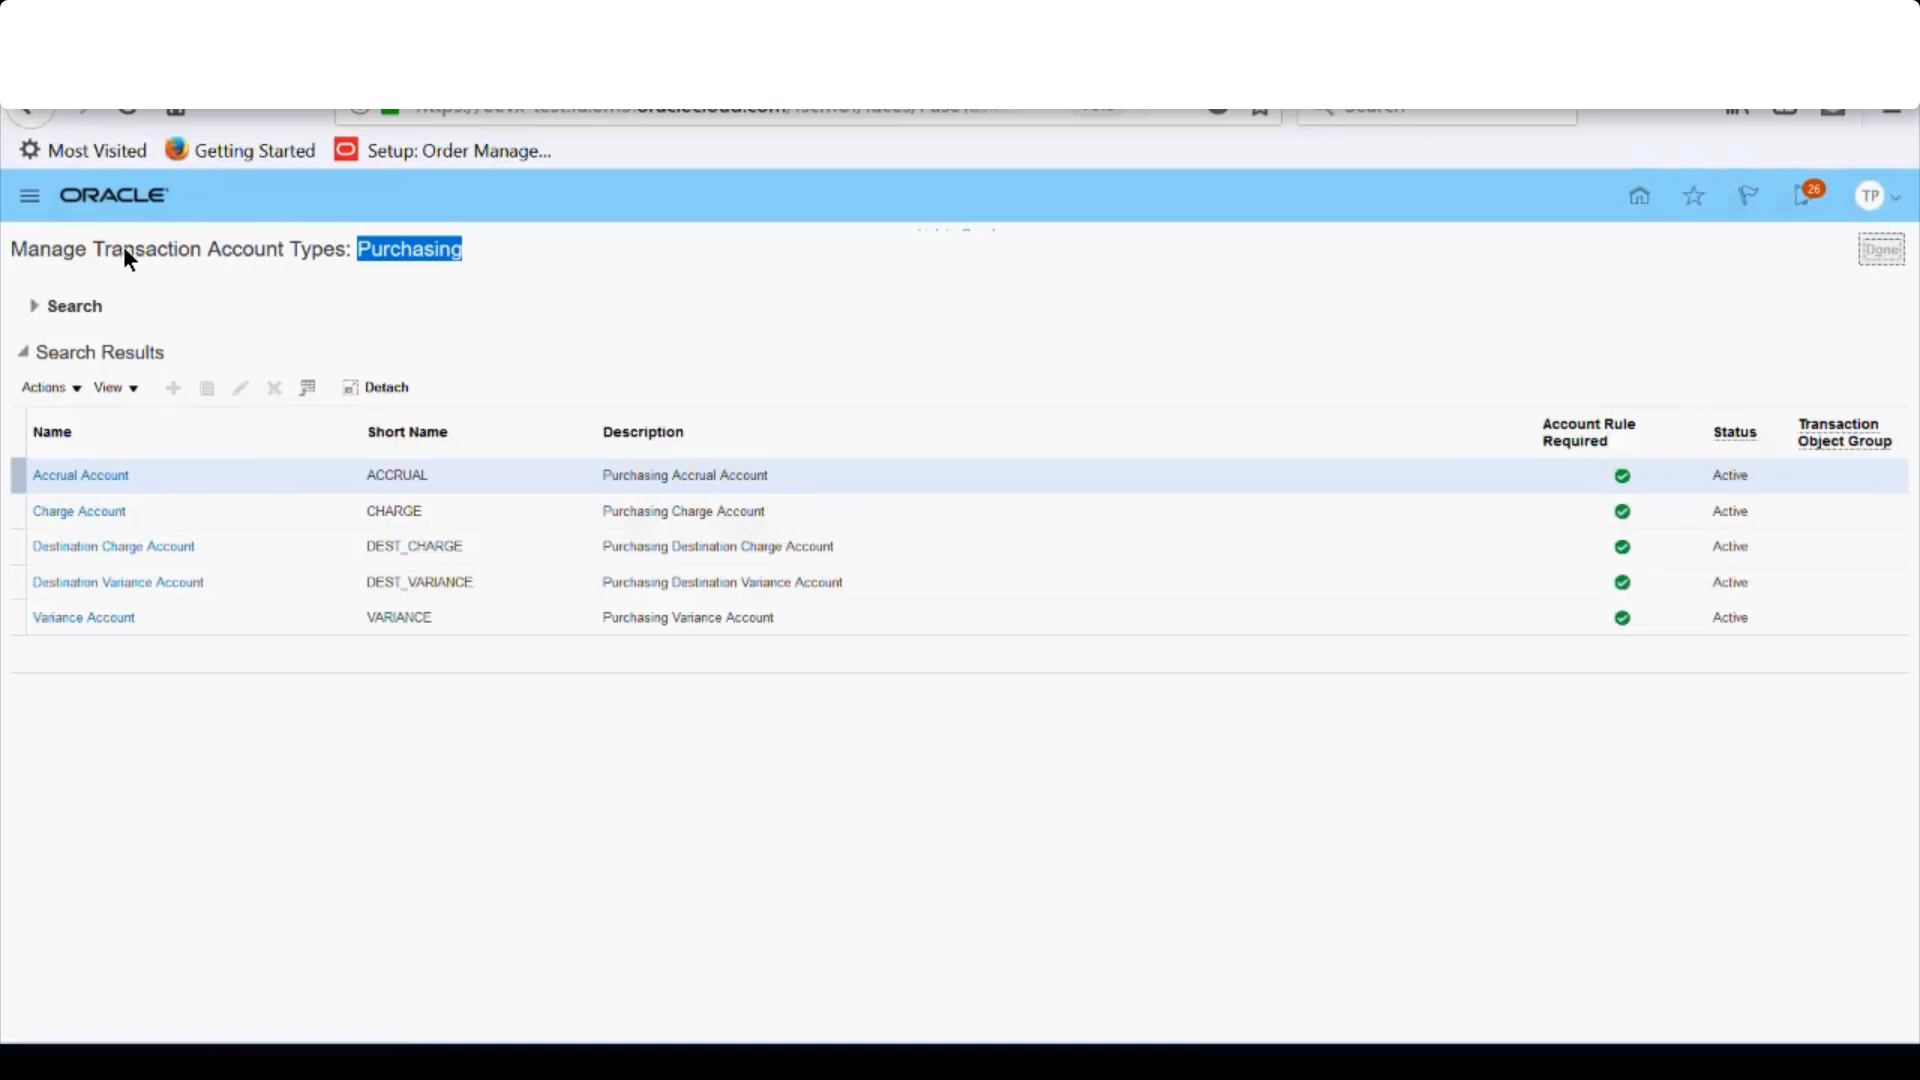 Most Visited Getting Started Setup: Order Manage...
ORACLE 26 TP
Manage Transaction Account Types: Purchasing Done
Search
Search Results
Actions View Detach
Name Short Name Description Account Rule Required Status Transaction Object Group
Accrual Account ACCRUAL Purchasing Accrual Account Active
Charge Account CHARGE Purchasing Charge Account Active
Destination Charge Account DEST_CHARGE Purchasing Destination Charge Account Active
Destination Variance Account DEST_VARIANCE Purchasing Destination Variance Account Active
Variance Account VARIANCE Purchasing Variance Account Active